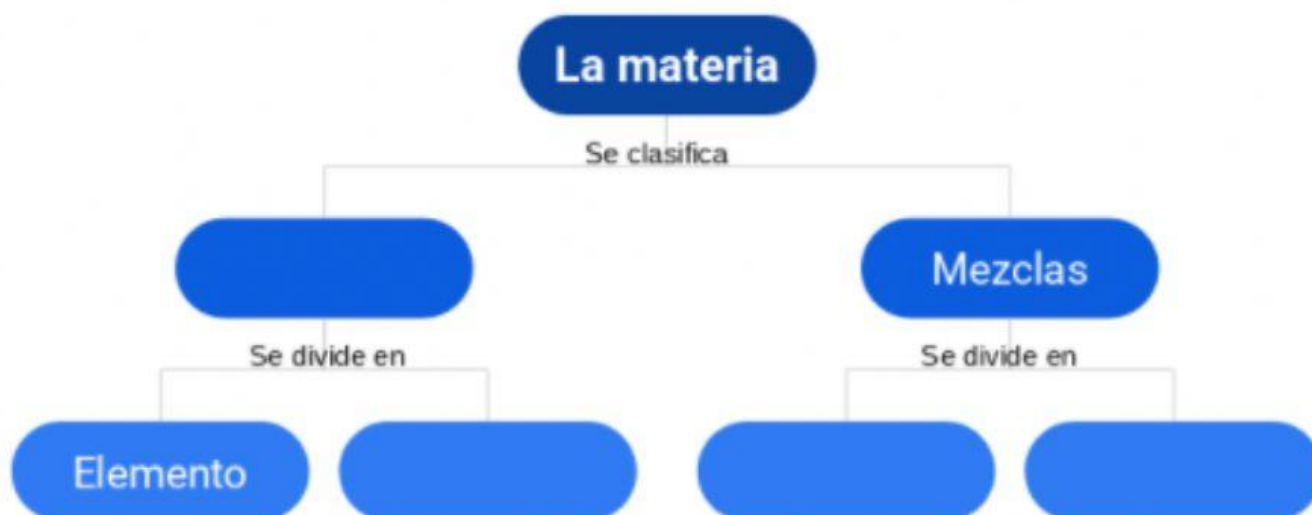 La materia
Se clasifica
Mezclas
Se divide en
Se divide en
Elemento